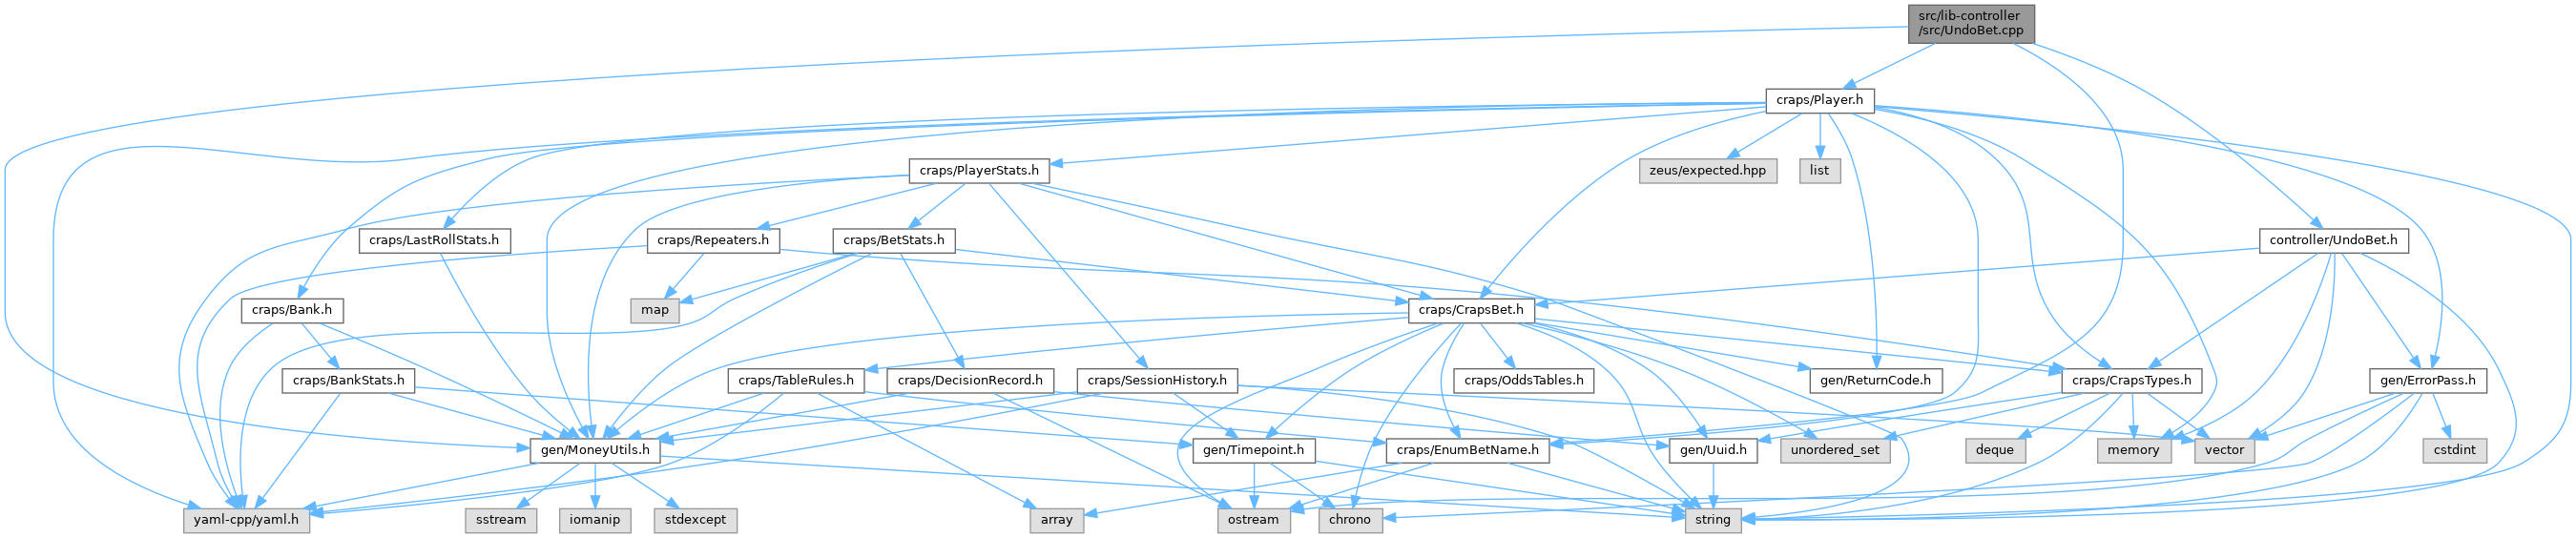 src/lib-controller
/src/UndoBet.cpp
craps/Player.h
craps/PlayerStats.h
zeus/expected.hpp
list
craps/LastRollStats.h
craps/Repeaters.h
craps/BetStats.h
controller/UndoBet.h
craps/Bank.h
map
craps/CrapsBet.h
craps/BankStats.h
craps/TableRules.h
craps/DecisionRecord.h
craps/SessionHistory.h
craps/OddsTables.h
gen/ReturnCode.h
craps/CrapsTypes.h
gen/ErrorPass.h
gen/MoneyUtils.h
gen/Timepoint.h
craps/EnumBetName.h
gen/Uuid.h
unordered_set
deque
memory
vector
cstdint
yaml-cpp/yaml.h
sstream
iomanip
stdexcept
array
ostream
chrono
string